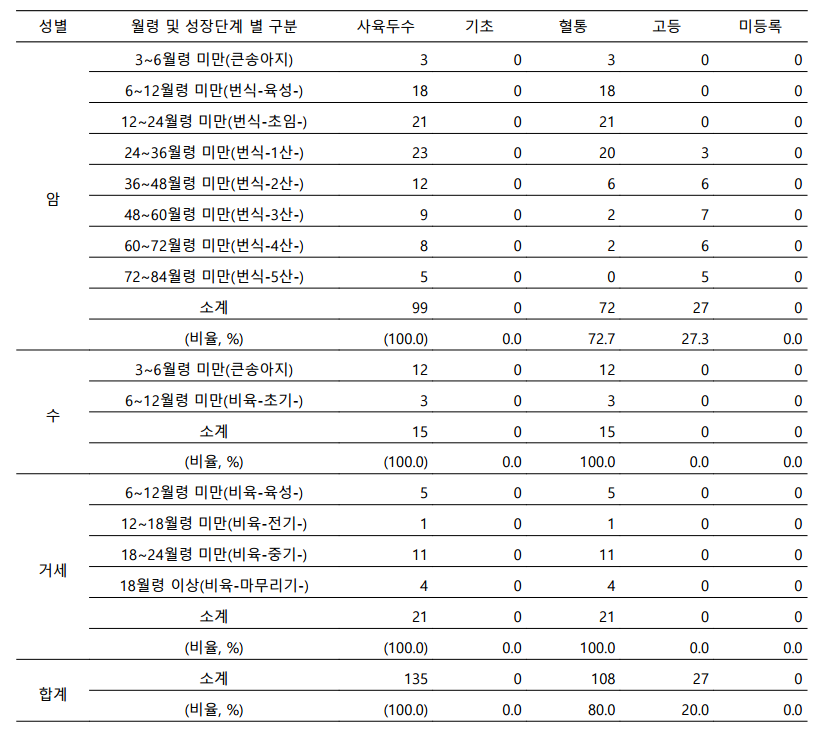 성별 월령 및 성장단계 별 구분 사육두수 기초 혈통 고등 미등록
3~6월령 미만(큰송아지) 3 0 3 0 0
6~12월령 미만(번식-육성-) 18 0 18 0 0
12~24월령 미만(번식-초임-) 21 0 21 0 0
24~36월령 미만(번식-1산-) 23 0 20 3 0
36~48월령 미만(번식-2산-) 12 0 6 6 0
암
48~60월령 미만(번식-3산-) 9 0 2 7 0
60~72월령 미만(번식-4산-) 8 0 2 6 0
72~84월령 미만(번식-5산-) 5 0 0 5 0
소계 99 0 72 27 0
(비율, %) (100.0) 0.0 72.7 27.3 0.0
3~6월령 미만(큰송아지) 12 0 12 0 0
6~12월령 미만(비육-초기-) 3 0 3 0 0
수
소계 15 0 15 0 0
(비율, %) (100.0) 0.0 100.0 0.0 0.0
6~12월령 미만(비육-육성-) 5 0 5 0 0
12~18월령 미만(비육-전기-) 1 0 1 0 0
18~24월령 미만(비육-중기-) 11 0 11 0 0
거세
18월령 이상(비육-마무리기-) 4 0 4 0 0
소계 21 0 21 0 0
(비율, %) (100.0) 0.0 100.0 0.0 0.0
소계 135 0 108 27 0
합계
(비율, %) (100.0) 0.0 80.0 20.0 0.0